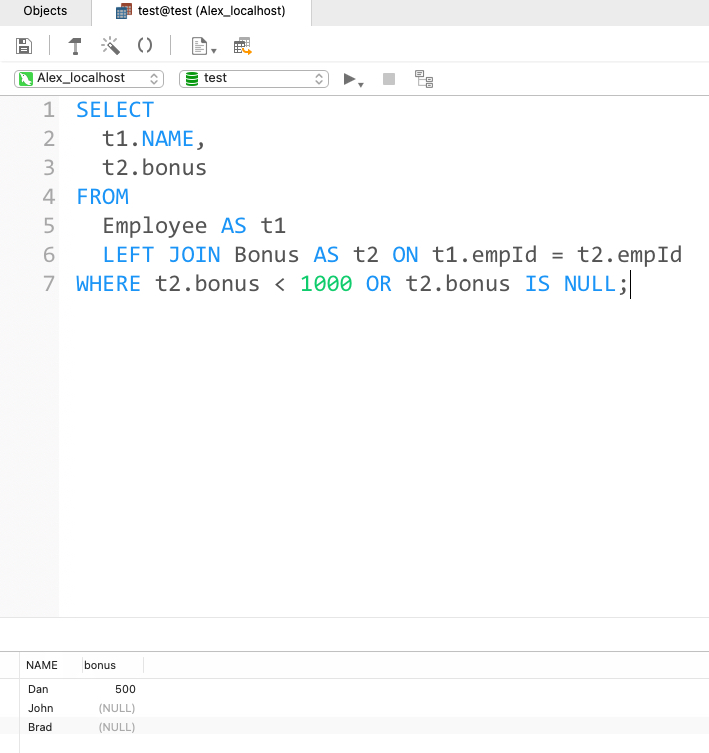 Objects
test@test (Alex_localhost)
Alex_localhost
test
1 SELECT
2 t1.NAME,
3 t2.bonus
4 FROM
5 Employee AS t1
6 LEFT JOIN Bonus AS t2 ON t1.empId = t2.empId
7 WHERE t2.bonus < 1000 OR t2.bonus IS NULL;
NAME bonus
Dan 500
John (NULL)
Brad (NULL)